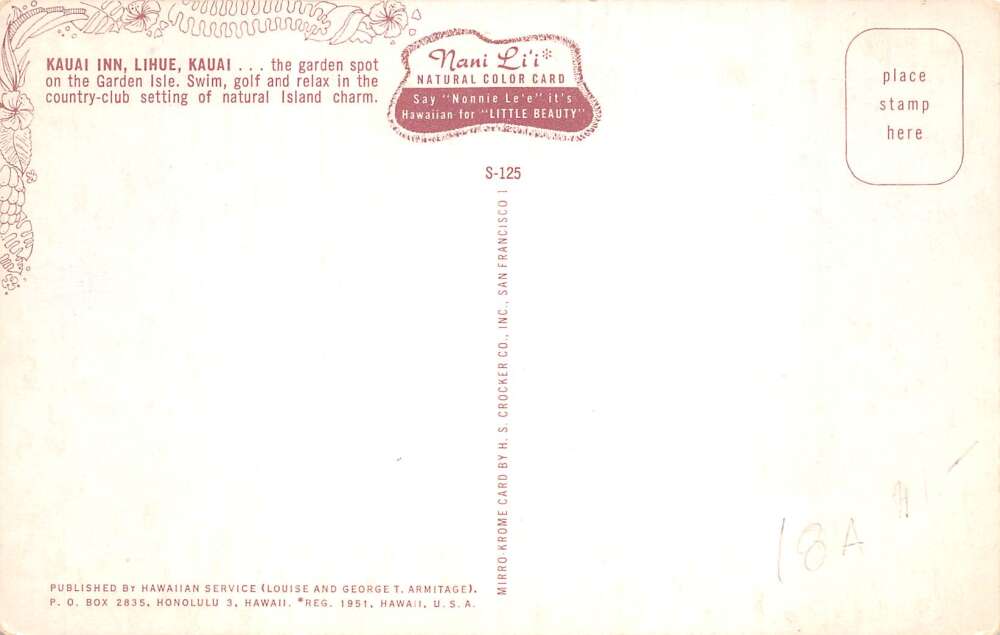 KAUAI INN, LIHUE, KAUAI . . . the garden spot
on the Garden Isle. Swim, golf and relax in the
country-club setting of natural Island charm.
Nani Li'i*
NATURAL COLOR CARD
Say "Nonnie Le'e" it's
Hawaiian for "LITTLE BEAUTY"
place
stamp
here
S-125
MIRRO-KROME CARD BY H. S. CROCKER CO., INC., SAN FRANCISCO 1
18A
PUBLISHED BY HAWAIIAN SERVICE (LOUISE AND GEORGE T. ARMITAGE),
P. O. BOX 2835, HONOLULU 3, HAWAII. *REG. 1951, HAWAII, U. S. A.